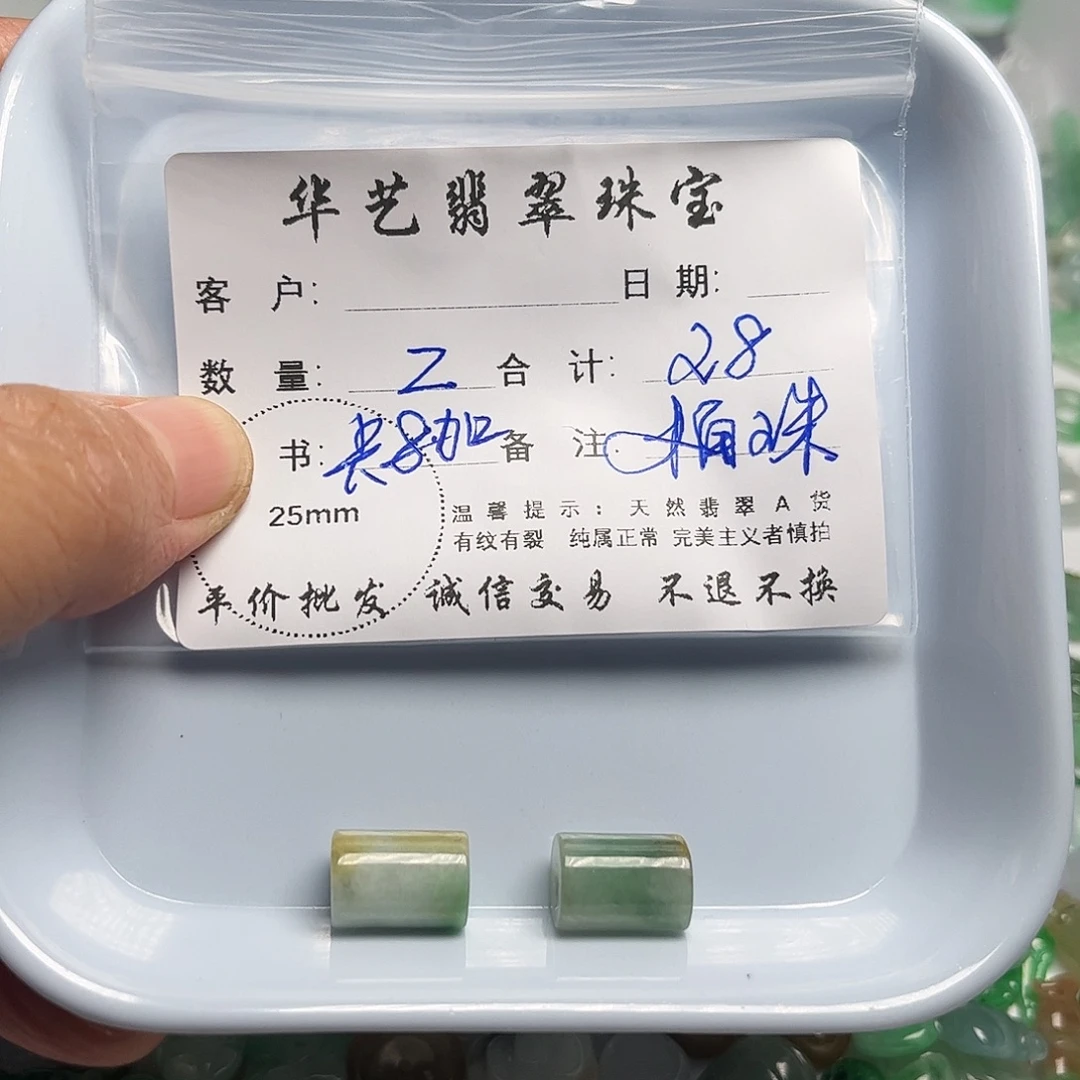 华艺翡翠珠宝
客 户: 日 期:
数 量: 2 合 计: 28
书: 共8加 备 注: 桶珠
25mm
温馨提示:天然翡翠A货
有纹有裂 纯属正常 完美主义者慎拍
平价批发 诚信交易 不退不换